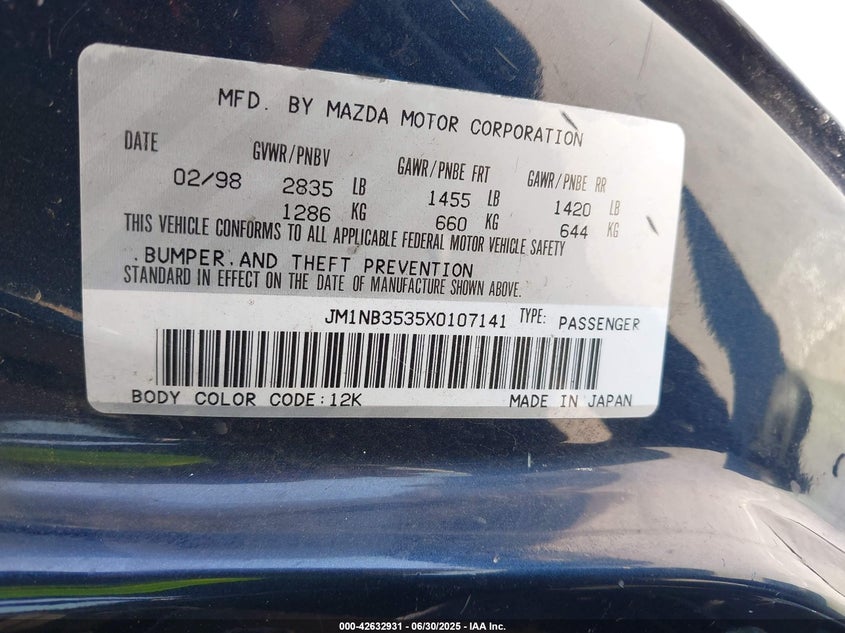 MFD. BY MAZDA MOTOR CORPORATION
DATE GVWR/PNBV GAWR/PNBE FRT GAWR/PNBE RR
02/98 2835 LB 1455 LB 1420 LB
1286 KG 660 KG 644 KG
THIS VEHICLE CONFORMS TO ALL APPLICABLE FEDERAL MOTOR VEHICLE SAFETY
.BUMPER.AND THEFT PREVENTION
STANDARD IN EFFECT ON THE DATE OF MANUFACTURE SHOWN ABOVE.
JM1NB3535X0107141 TYPE: PASSENGER
BODY COLOR CODE:12K MADE IN JAPAN
000-42632931 - 06/30/2025 - IAA Inc.